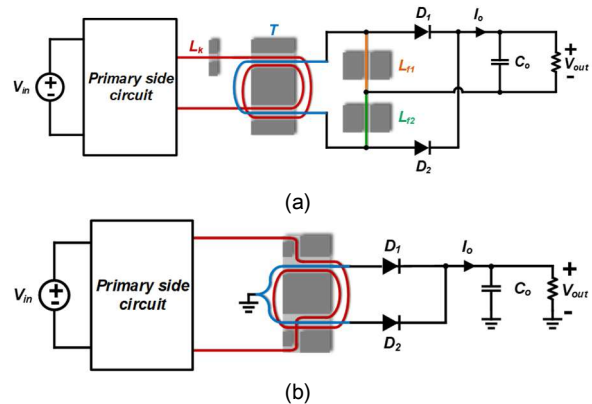 T
D1
Io
Lk
Vin
Primary side
circuit
Lf1
Co
+
Vout
-
Lf2
D2
(a)
D1
Io
Vin
Primary side
circuit
Co
+
Vout
-
D2
(b)